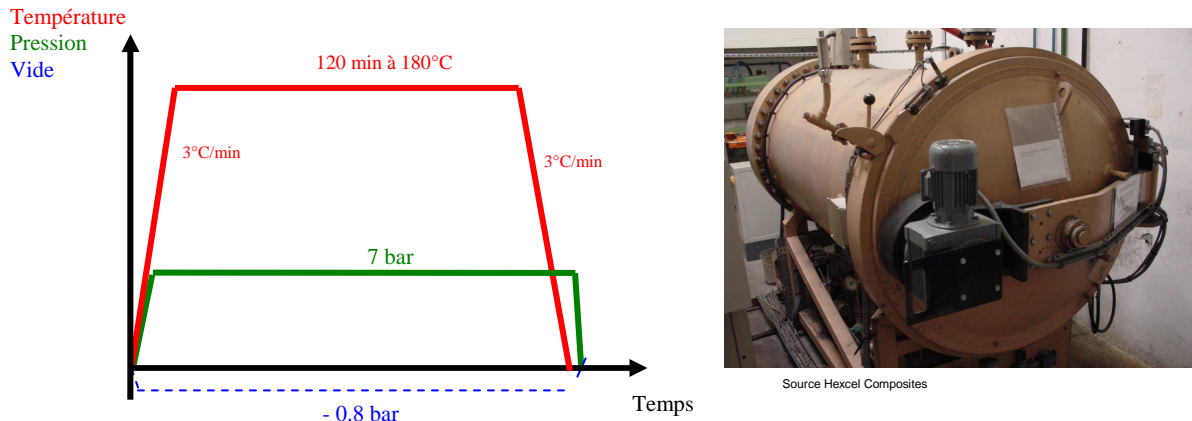 Température
Pression
Vide
120 min à 180°C
3°C/min
3°C/min
7 bar
- 0.8 bar
Temps
Source Hexcel Composites